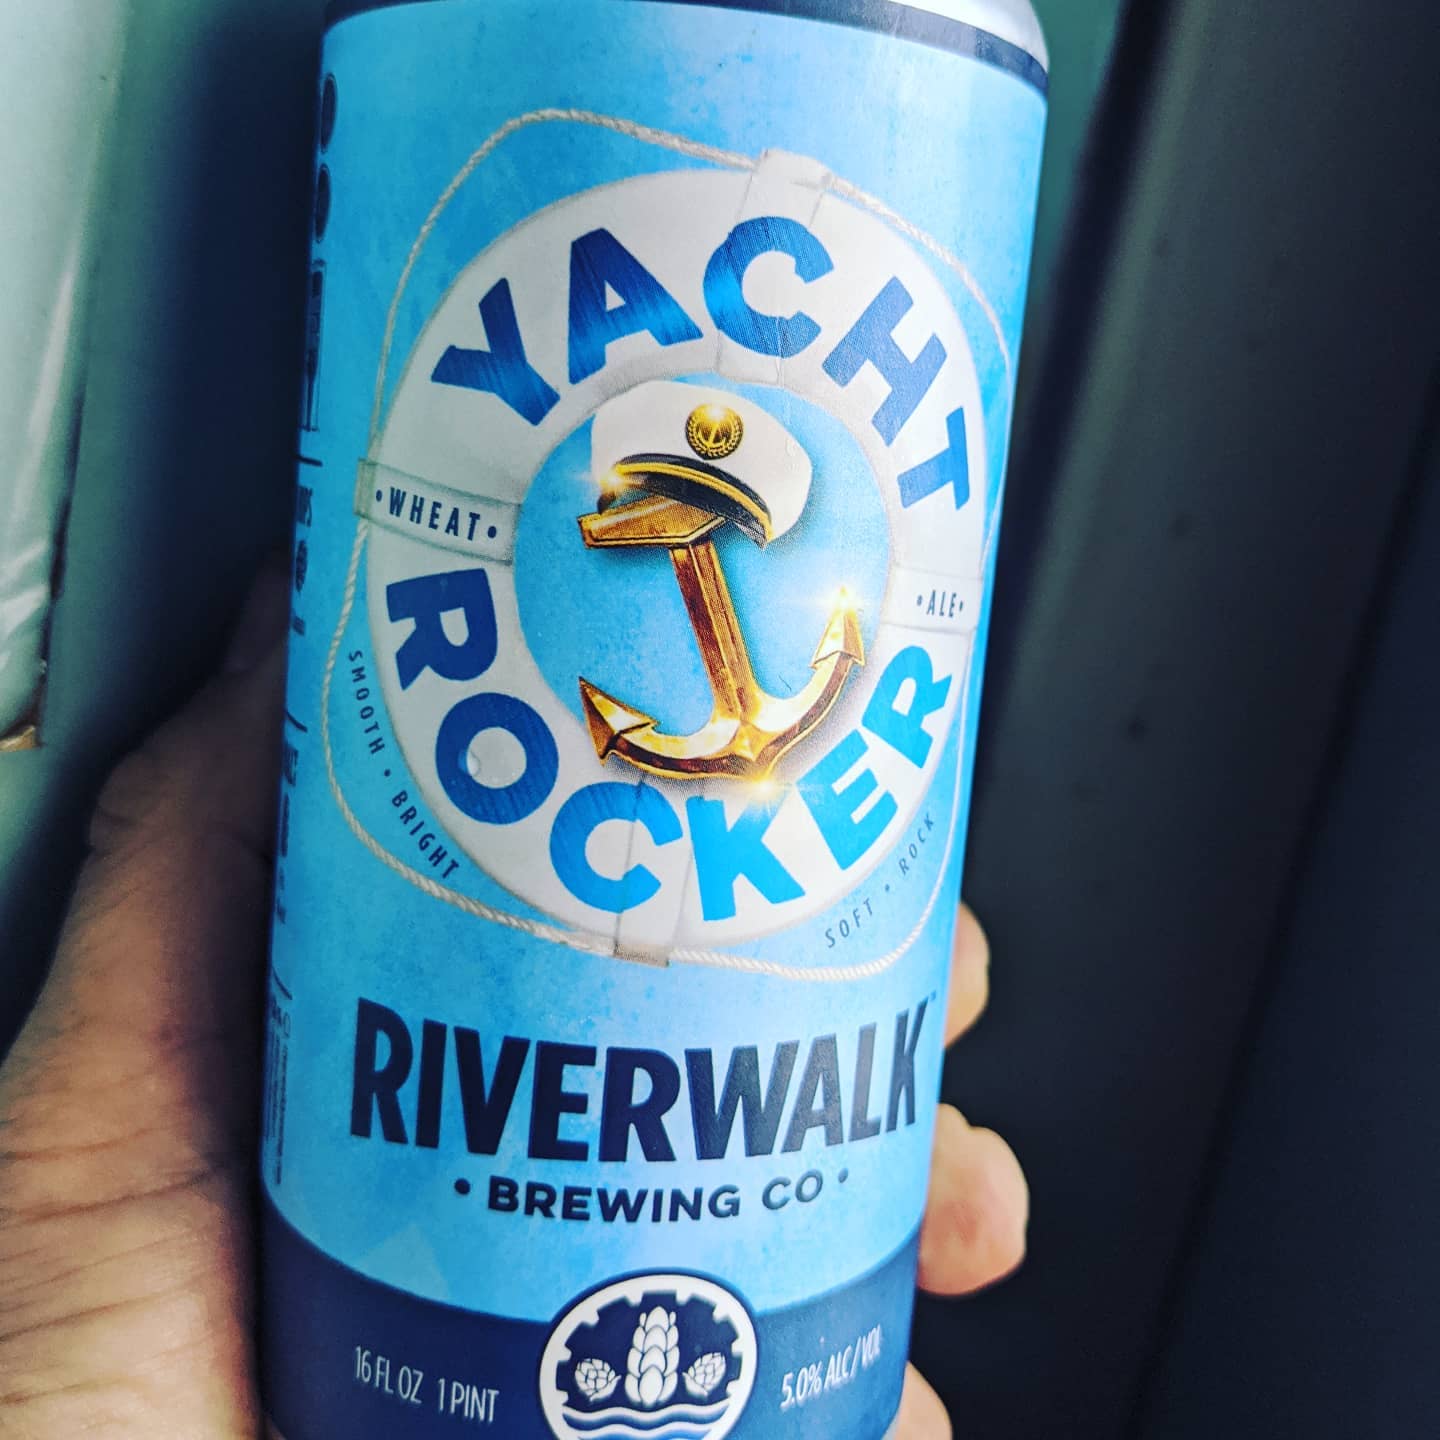 YACHT
• WHEAT •
• ALE •
ROCKER
SMOOTH • BRIGHT
SOFT • ROCK
RIVERWALK™
• BREWING CO •
16 FL OZ 1 PINT
5.0% ALC/VOL